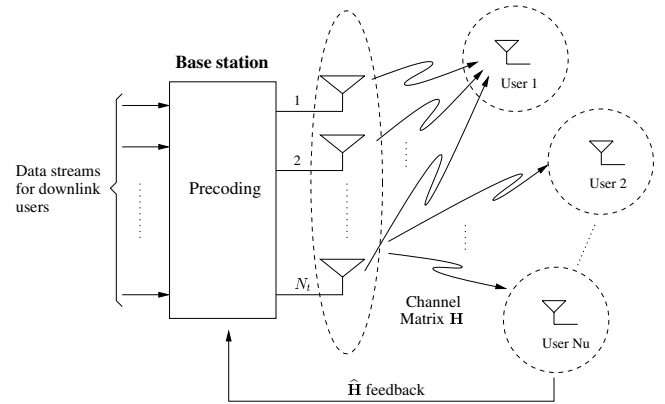 Base station
Data streams
for downlink
users
Precoding
1
2
N_t
User 1
User 2
User Nu
Channel
Matrix H
Ĥ feedback